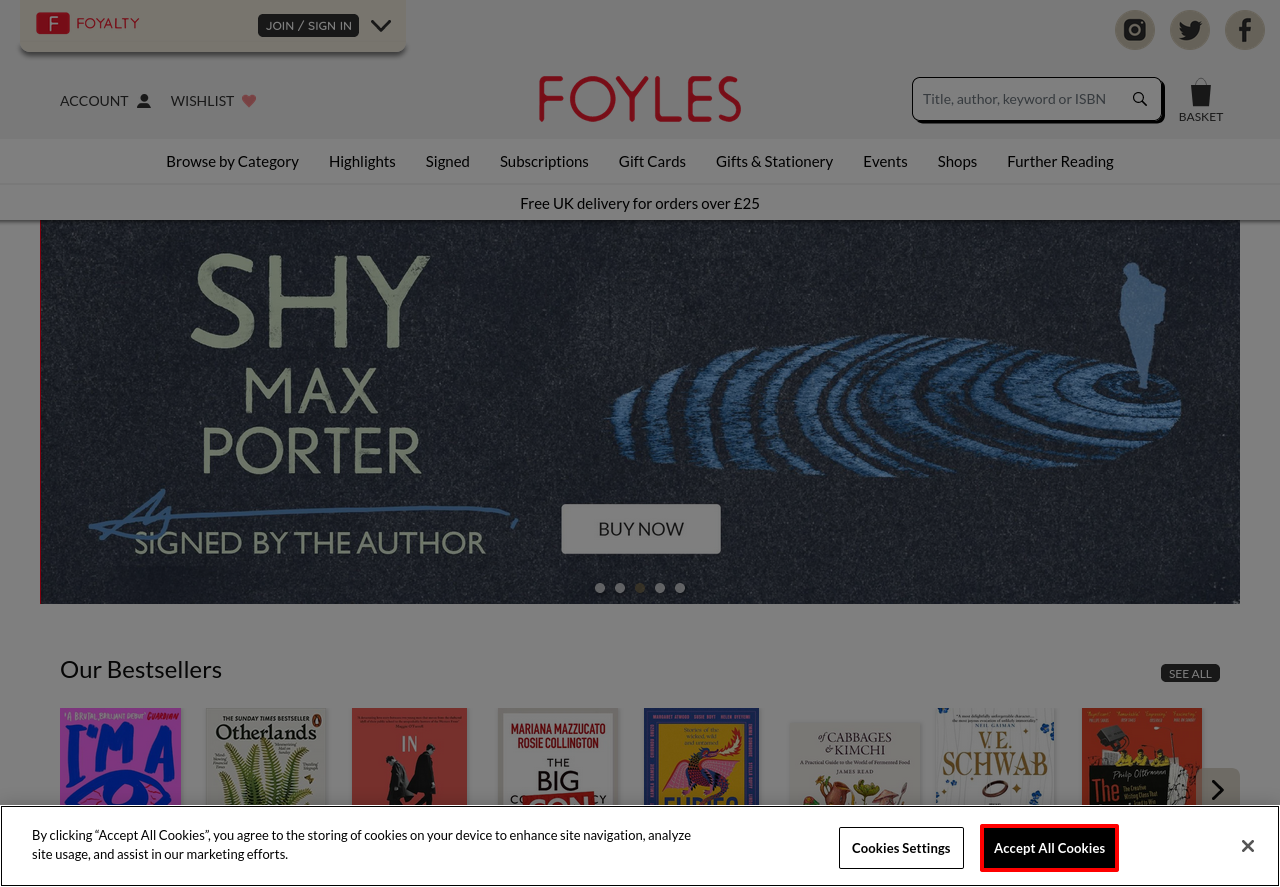 F FOYALTY
JOIN / SIGN IN
ACCOUNT
WISHLIST
FOYLES
Title, author, keyword or ISBN
BASKET
Browse by Category
Highlights
Signed
Subscriptions
Gift Cards
Gifts & Stationery
Events
Shops
Further Reading
Free UK delivery for orders over £25
SHY
MAX
PORTER
SIGNED BY THE AUTHOR
BUY NOW
Our Bestsellers
SEE ALL
'A BRUTAL, BRILLIANT DEBUT' GUARDIAN
I'M A
THE SUNDAY TIMES BESTSELLER
Otherlands
IN
MARIANA MAZZUCATO
ROSIE COLLINGTON
THE
BIG
CON
FURIES
of CABBAGES
& KIMCHI
A Practical Guide to the World of Fermented Food
JAMES READ
NEIL GAIMAN
V.E.
SCHWAB
Philip Oltermann
The
By clicking “Accept All Cookies”, you agree to the storing of cookies on your device to enhance site navigation, analyze
site usage, and assist in our marketing efforts.
Cookies Settings
Accept All Cookies